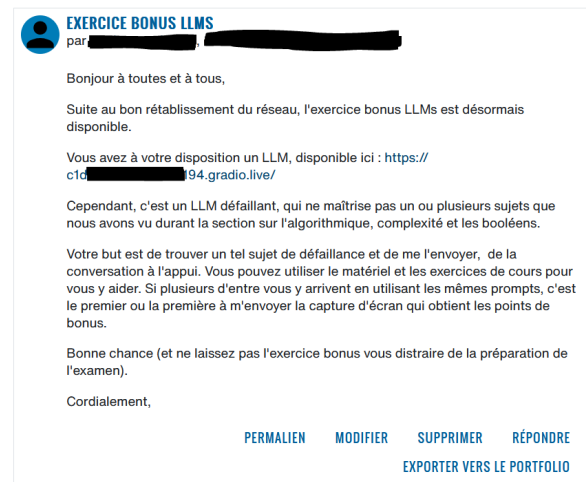 EXERCICE BONUS LLMS
par
Bonjour à toutes et à tous,
Suite au bon rétablissement du réseau, l'exercice bonus LLMs est désormais
disponible.
Vous avez à votre disposition un LLM, disponible ici : https://
c1d 194.gradio.live/
Cependant, c'est un LLM défaillant, qui ne maîtrise pas un ou plusieurs sujets que
nous avons vu durant la section sur l'algorithmique, complexité et les booléens.
Votre but est de trouver un tel sujet de défaillance et de me l'envoyer, de la
conversation à l'appui. Vous pouvez utiliser le matériel et les exercices de cours pour
vous y aider. Si plusieurs d'entre vous y arrivent en utilisant les mêmes prompts, c'est
le premier ou la première à m'envoyer la capture d'écran qui obtient les points de
bonus.
Bonne chance (et ne laissez pas l'exercice bonus vous distraire de la préparation de
l'examen).
Cordialement,
PERMALIEN MODIFIER SUPPRIMER RÉPONDRE
EXPORTER VERS LE PORTFOLIO